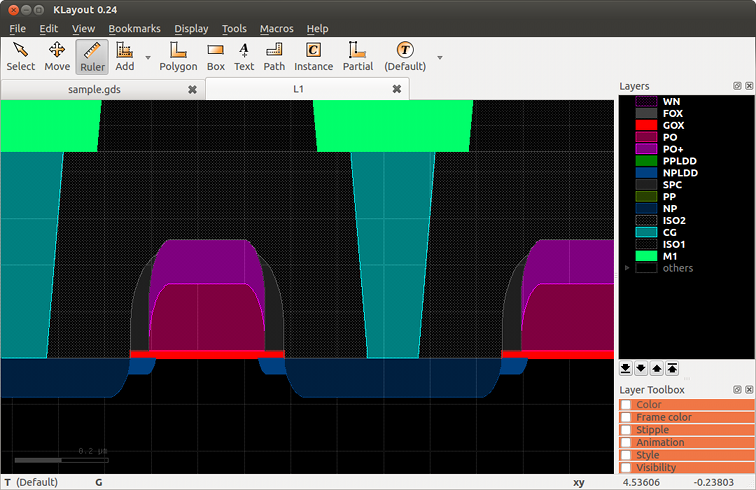 KLayout 0.24
File Edit View Bookmarks Display Tools Macros Help
Select Move Ruler Add Polygon Box Text Path Instance Partial (Default)
sample.gds L1
Layers
WN
FOX
GOX
PO
PO+
PPLDD
NPLDD
SPC
PP
NP
ISO2
CG
ISO1
M1
others
Layer Toolbox
Color
Frame color
Stipple
Animation
Style
Visibility
0.2 µm
T (Default) G xy 4.53606 -0.23803